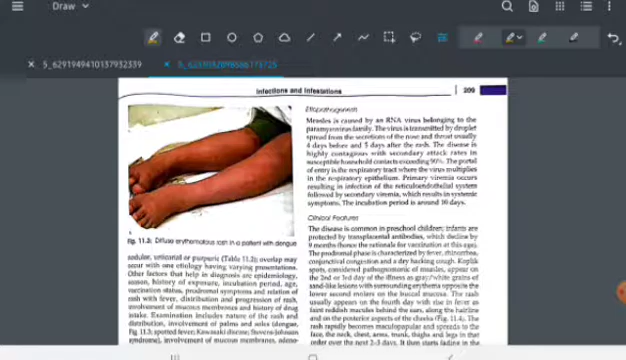 Draw
5_6291949410137932339
Infections and Infestations
209
Fig. 11.3: Diffuse erythematous rash in a patient with dengue
nodular, urticarial or purpuric (Table 11.2); overlap may
occur with one etiology having varying presentations.
Other factors that help in diagnosis are epidemiology,
season, history of exposure, incubation period, age,
vaccination status, prodromal symptoms and relation of
rash with fever, distribution and progression of rash,
involvement of mucous membranes and history of drug
intake. Examination includes nature of the rash and
distribution, involvement of palms and soles (dengue,
Fig. 11.3; spotted fever; Kawasaki disease; Stevens-Johnson
syndrome), involvement of mucous membranes, adeno-
Etiopathogenesis
Measles is caused by an RNA virus belonging to the
paramyxovirus family. The virus is transmitted by droplet
spread from the secretions of the nose and throat usually
4 days before and 5 days after the rash. The disease is
highly contagious with secondary attack rates in
susceptible household contacts exceeding 90%. The portal
of entry is the respiratory tract where the virus multiplies
in the respiratory epithelium. Primary viremia occurs
resulting in infection of the reticuloendothelial system
followed by secondary viremia, which results in systemic
symptoms. The incubation period is around 10 days.
Clinical Features
The disease is common in preschool children; infants are
protected by transplacental antibodies, which decline by
9 months (hence the rationale for vaccination at this age).
The prodromal phase is characterized by fever, rhinorrhea,
conjunctival congestion and a dry hacking cough. Koplik
spots, considered pathognomonic of measles, appear on
the 2nd or 3rd day of the illness as gray/white grains of
sand-like lesions with surrounding erythema opposite the
lower second molars on the buccal mucosa. The rash
usually appears on the fourth day with rise in fever as
faint reddish macules behind the ears, along the hairline
and on the posterior aspects of the cheeks (Fig. 11.4). The
rash rapidly becomes maculopapular and spreads to the
face, the neck, chest, arms, trunk, thighs and legs in that
order over the next 2–3 days. It then starts fading in the